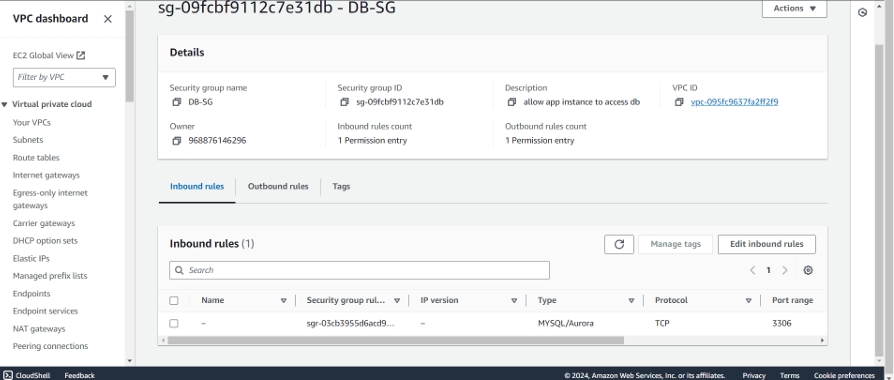 VPC dashboard
EC2 Global View
Filter by VPC
Virtual private cloud
Your VPCs
Subnets
Route tables
Internet gateways
Egress-only internet
gateways
Carrier gateways
DHCP option sets
Elastic IPs
Managed prefix lists
Endpoints
Endpoint services
NAT gateways
Peering connections
sg-09fcbf9112c7e31db - DB-SG
Actions
Details
Security group name
DB-SG
Security group ID
sg-09fcbf9112c7e31db
Description
allow app instance to access db
VPC ID
vpc-095fc9637fa2ff2f9
Owner
968876146296
Inbound rules count
1 Permission entry
Outbound rules count
1 Permission entry
Inbound rules
Outbound rules
Tags
Inbound rules (1)
Manage tags
Edit inbound rules
Search
1
Name Security group rul... IP version Type Protocol Port range
– sgr-03cb3955d6acd9... – MYSQL/Aurora TCP 3306
CloudShell Feedback © 2024, Amazon Web Services, Inc. or its affiliates. Privacy Terms Cookie preferences